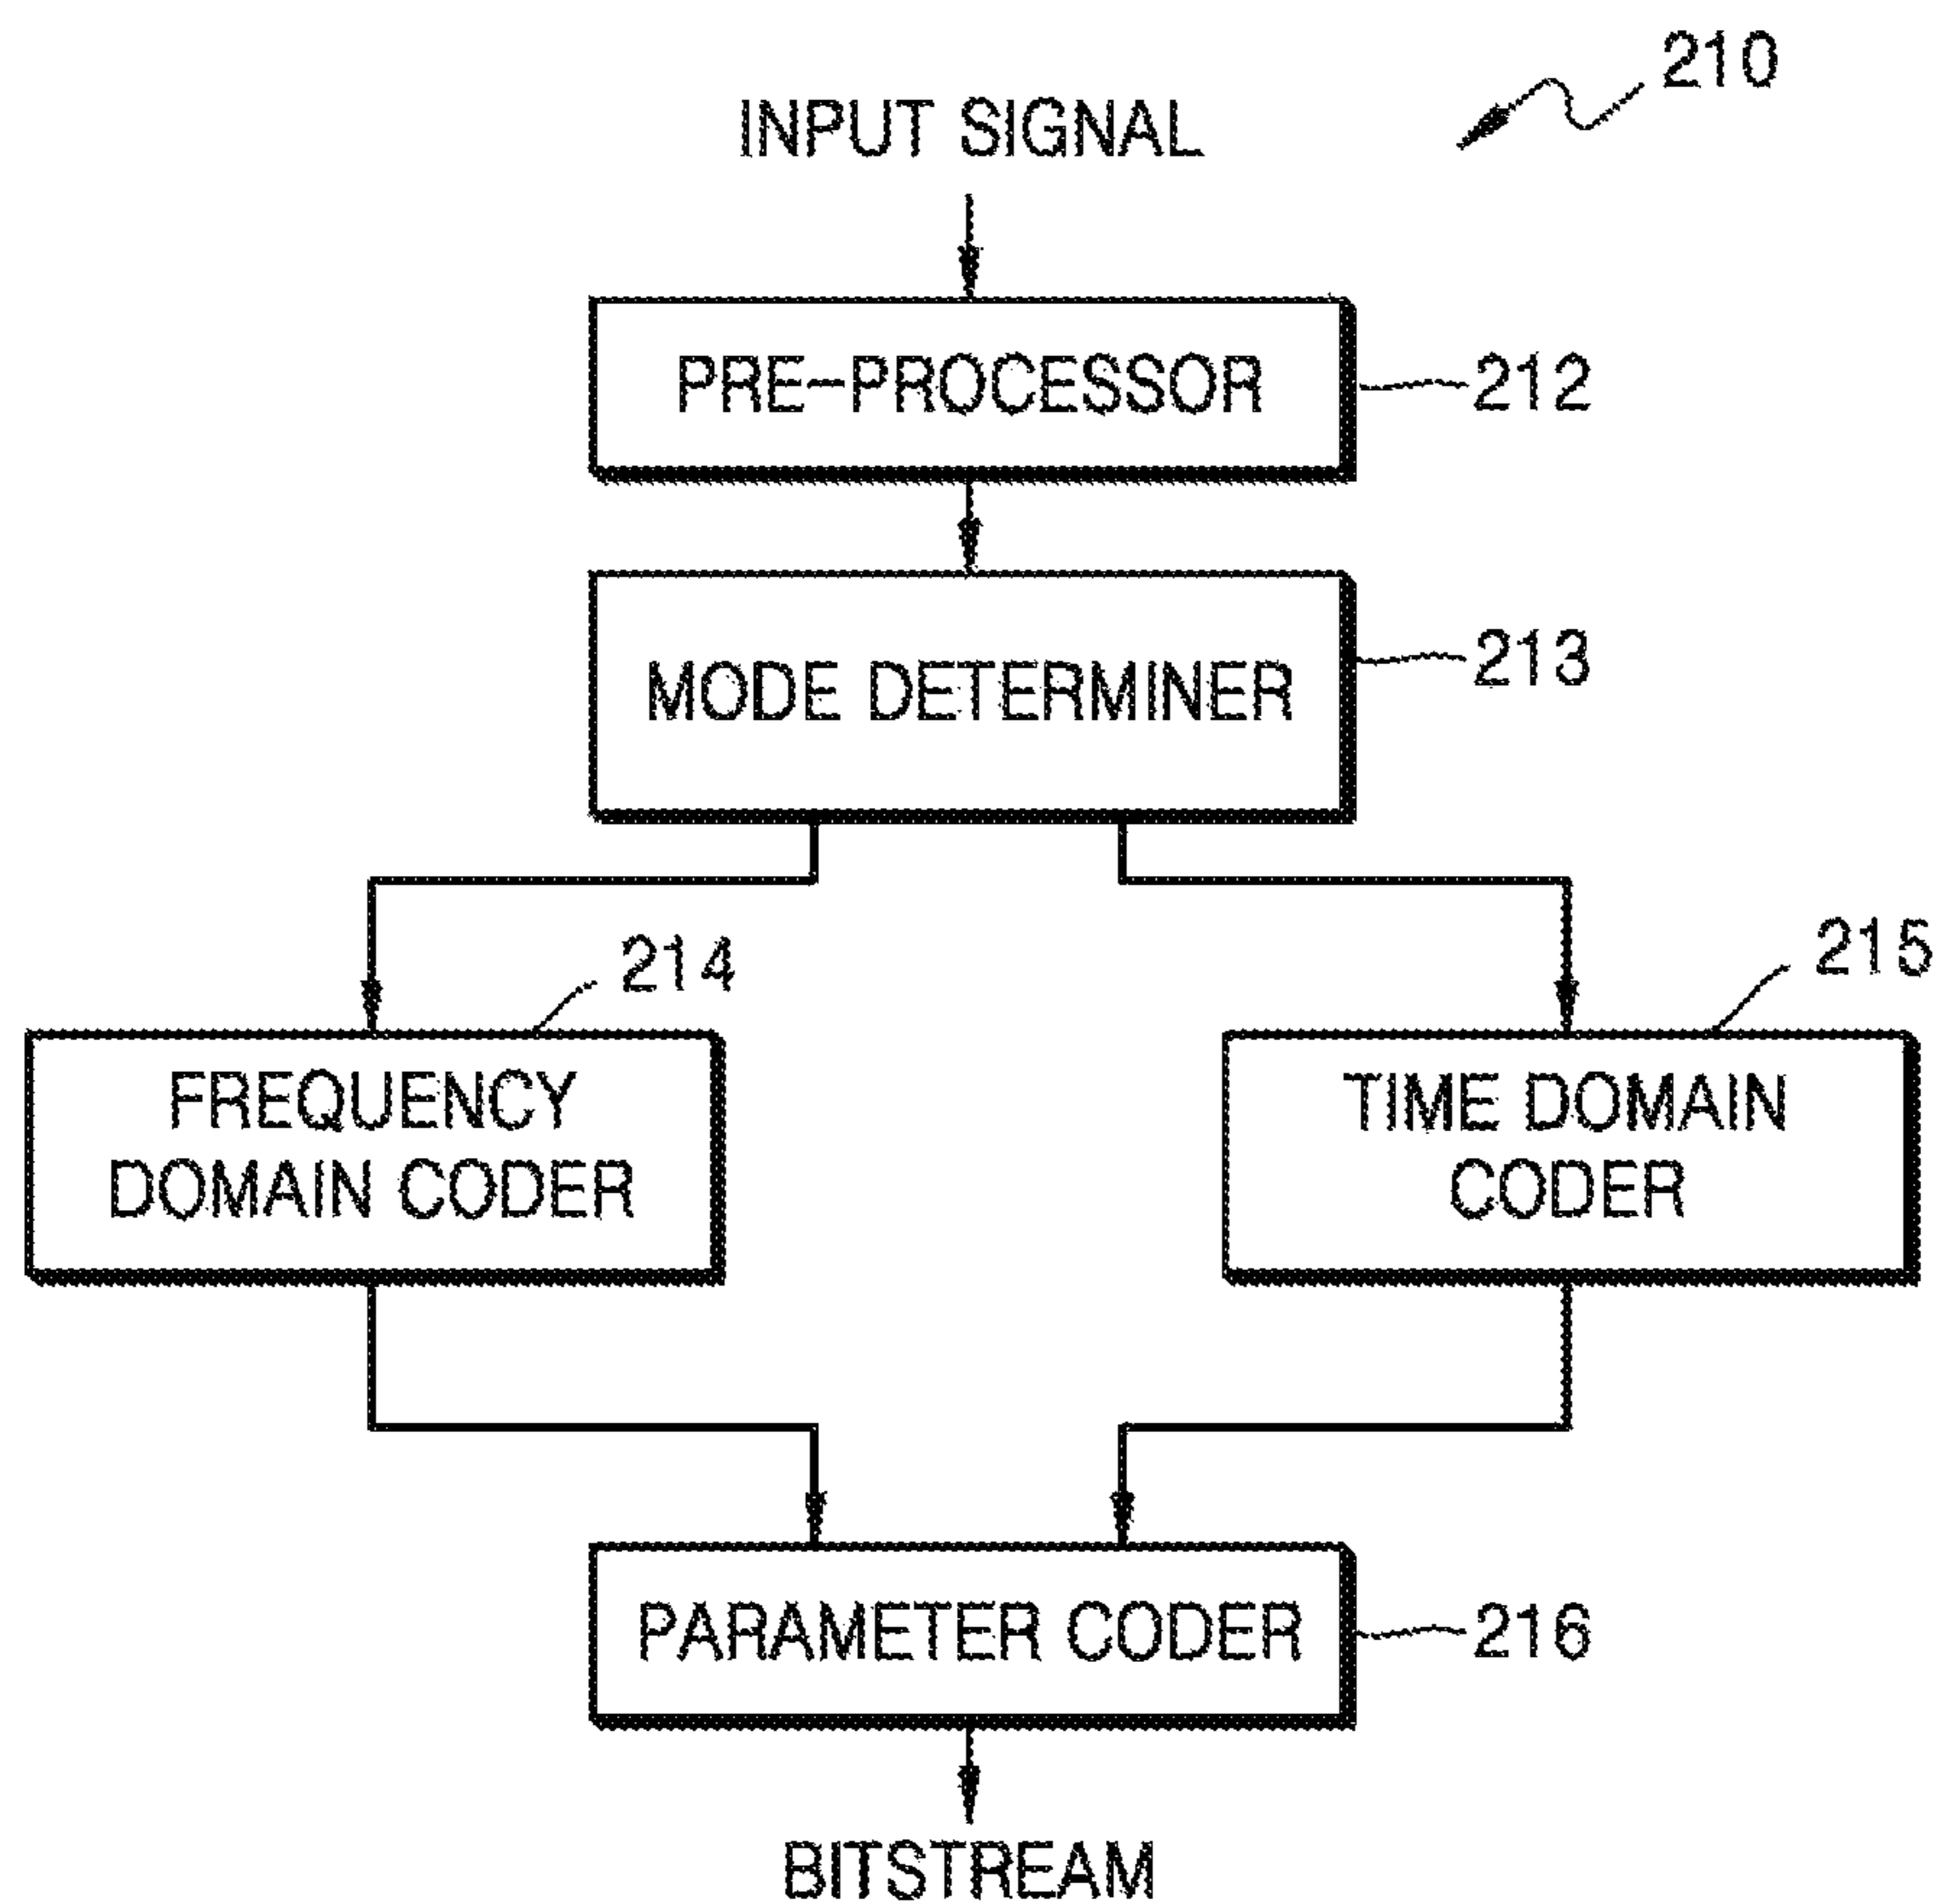 210
INPUT SIGNAL
PRE-PROCESSOR
212
MODE DETERMINER
213
214
215
FREQUENCY
DOMAIN CODER
TIME DOMAIN
CODER
PARAMETER CODER
216
BITSTREAM